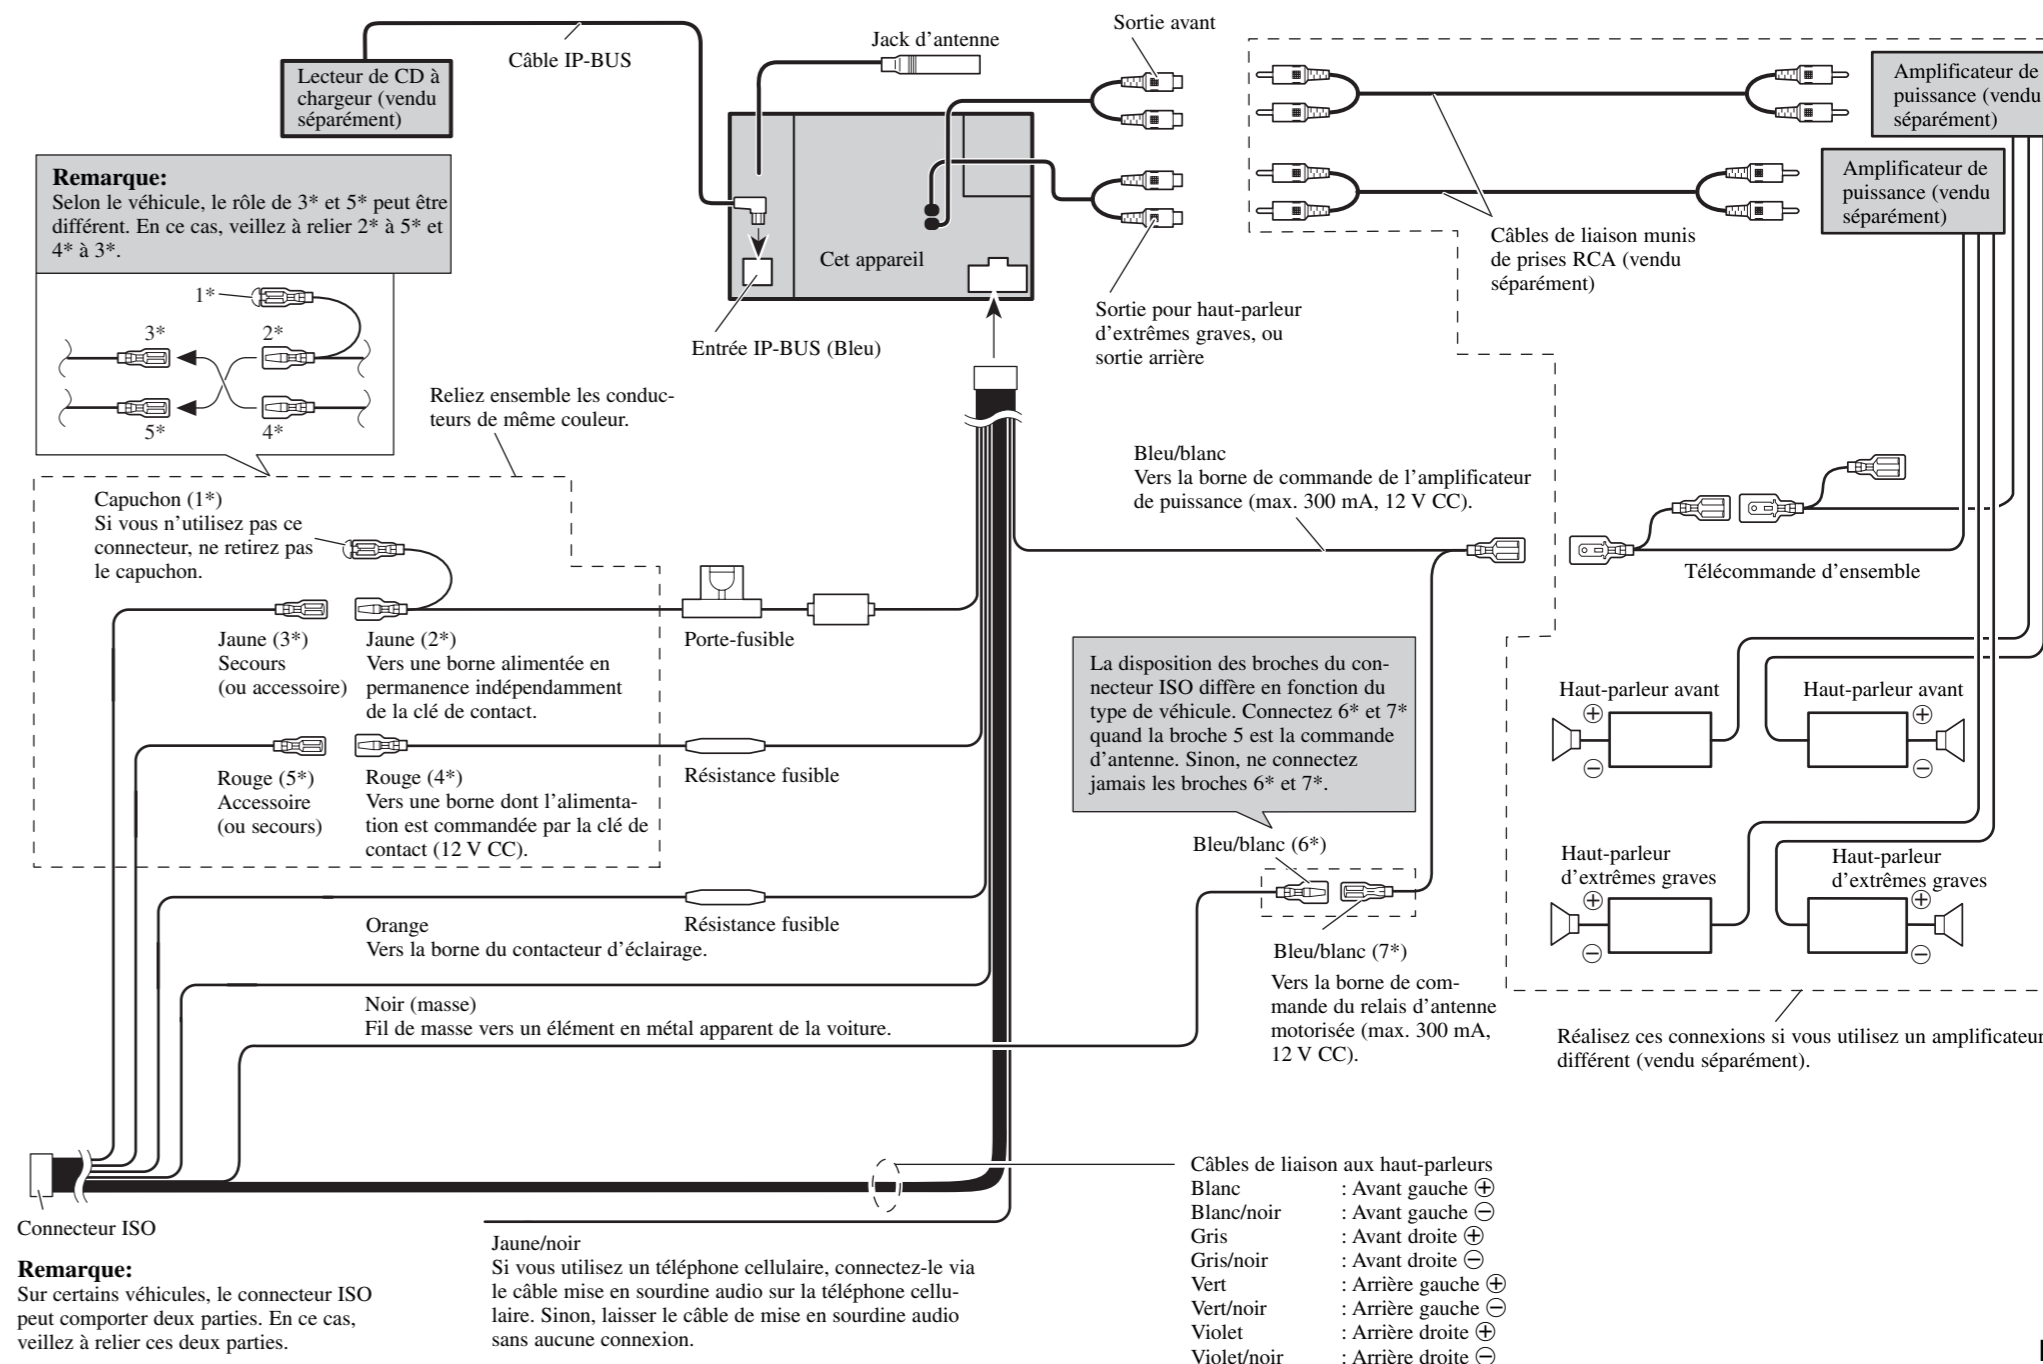 Sortie avant
Jack d’antenne
Câble IP-BUS
Lecteur de CD à
chargeur (vendu
séparément)
Amplificateur de
puissance (vendu
séparément)
Amplificateur de
puissance (vendu
séparément)
Remarque:
Selon le véhicule, le rôle de 3* et 5* peut être
différent. En ce cas, veillez à relier 2* à 5* et
4* à 3*.
1*
3*
2*
5*
4*
Cet appareil
Câbles de liaison munis
de prises RCA (vendu
séparément)
Sortie pour haut-parleur
d’extrêmes graves, ou
sortie arrière
Entrée IP-BUS (Bleu)
Reliez ensemble les conduc-
teurs de même couleur.
Bleu/blanc
Vers la borne de commande de l’amplificateur
de puissance (max. 300 mA, 12 V CC).
Capuchon (1*)
Si vous n’utilisez pas ce
connecteur, ne retirez pas
le capuchon.
Télécommande d’ensemble
Jaune (3*)
Secours
(ou accessoire)
Jaune (2*)
Vers une borne alimentée en
permanence indépendamment
de la clé de contact.
Porte-fusible
La disposition des broches du con-
necteur ISO diffère en fonction du
type de véhicule. Connectez 6* et 7*
quand la broche 5 est la commande
d’antenne. Sinon, ne connectez
jamais les broches 6* et 7*.
Haut-parleur avant
⊕
⊖
Haut-parleur avant
⊕
⊖
Rouge (5*)
Accessoire
(ou secours)
Rouge (4*)
Vers une borne dont l’alimenta-
tion est commandée par la clé de
contact (12 V CC).
Résistance fusible
Bleu/blanc (6*)
Haut-parleur
d’extrêmes graves
⊕
⊖
Haut-parleur
d’extrêmes graves
⊕
⊖
Orange
Vers la borne du contacteur d’éclairage.
Résistance fusible
Bleu/blanc (7*)
Vers la borne de com-
mande du relais d’antenne
motorisée (max. 300 mA,
12 V CC).
Noir (masse)
Fil de masse vers un élément en métal apparent de la voiture.
Réalisez ces connexions si vous utilisez un amplificateur
différent (vendu séparément).
Connecteur ISO
Remarque:
Sur certains véhicules, le connecteur ISO
peut comporter deux parties. En ce cas,
veillez à relier ces deux parties.
Jaune/noir
Si vous utilisez un téléphone cellulaire, connectez-le via
le câble mise en sourdine audio sur la téléphone cellu-
laire. Sinon, laisser le câble de mise en sourdine audio
sans aucune connexion.
Câbles de liaison aux haut-parleurs
Blanc : Avant gauche ⊕
Blanc/noir : Avant gauche ⊖
Gris : Avant droite ⊕
Gris/noir : Avant droite ⊖
Vert : Arrière gauche ⊕
Vert/noir : Arrière gauche ⊖
Violet : Arrière droite ⊕
Violet/noir : Arrière droite ⊖